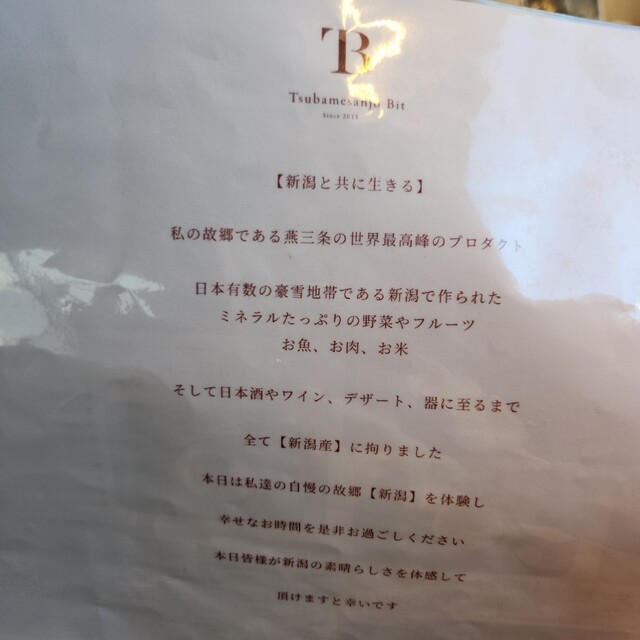 TB
Tsubamesanjo Bit
Since 2013
【新潟と共に生きる】
私の故郷である燕三条の世界最高峰のプロダクト
日本有数の豪雪地帯である新潟で作られた
ミネラルたっぷりの野菜やフルーツ
お魚、お肉、お米
そして日本酒やワイン、デザート、器に至るまで
全て【新潟産】に拘りました
本日は私達の自慢の故郷【新潟】を体験し
幸せなお時間を是非お過ごしください
本日皆様が新潟の素晴らしさを体感して
頂けますと幸いです